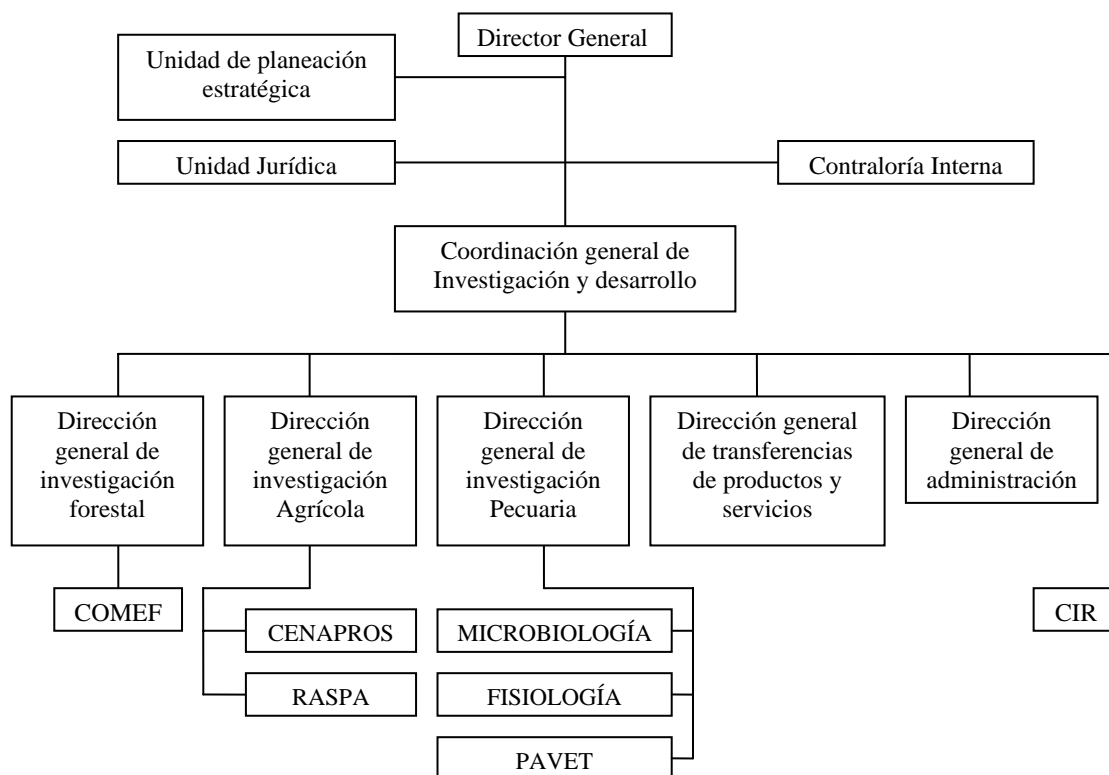 Director General
Unidad de planeación
estratégica
Unidad Jurídica
Contraloría Interna
Coordinación general de
Investigación y desarrollo
Dirección
general de
investigación
forestal
Dirección
general de
investigación
Agrícola
Dirección
general de
investigación
Pecuaria
Dirección general
de transferencias
de productos y
servicios
Dirección
general de
administración
COMEF
CENAPROS
RASPA
MICROBIOLOGÍA
FISIOLOGÍA
PAVET
CIR